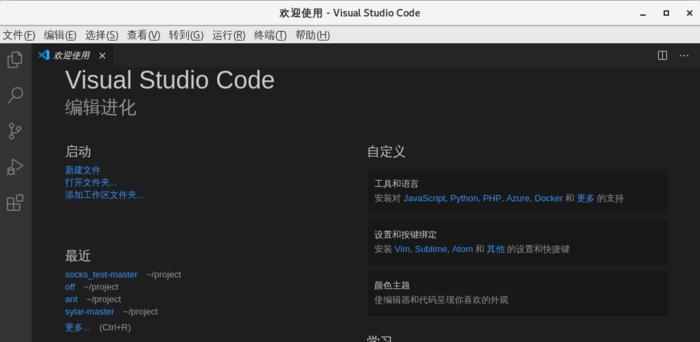 欢迎使用 - Visual Studio Code
文件(F) 编辑(E) 选择(S) 查看(V) 转到(G) 运行(R) 终端(T) 帮助(H)
欢迎使用
Visual Studio Code
编辑进化
启动
新建文件
打开文件夹...
添加工作区文件夹...
最近
socks_test-master ~/project
off ~/project
ant ~/project
sylar-master ~/project
更多... (Ctrl+R)
自定义
工具和语言
安装对 JavaScript, Python, PHP, Azure, Docker 和 更多 的支持
设置和按键绑定
安装 Vim, Sublime, Atom 和 其他 的设置和快捷键
颜色主题
使编辑器和代码呈现你喜欢的外观
学习